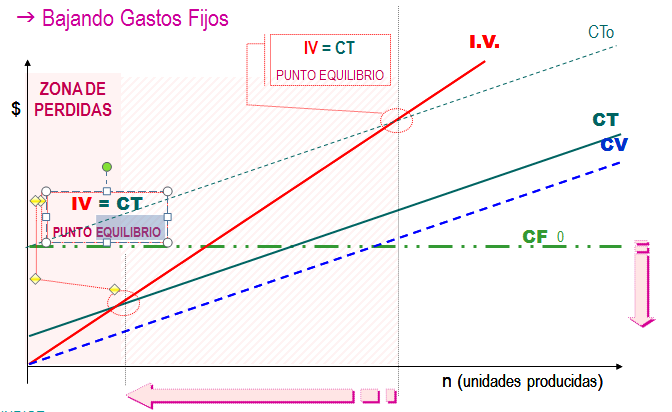 → Bajando Gastos Fijos
IV = CT
PUNTO EQUILIBRIO
I.V.
CTo
ZONA DE
PERDIDAS
$
CT
CV
IV = CT
PUNTO EQUILIBRIO
CF 0
n (unidades producidas)